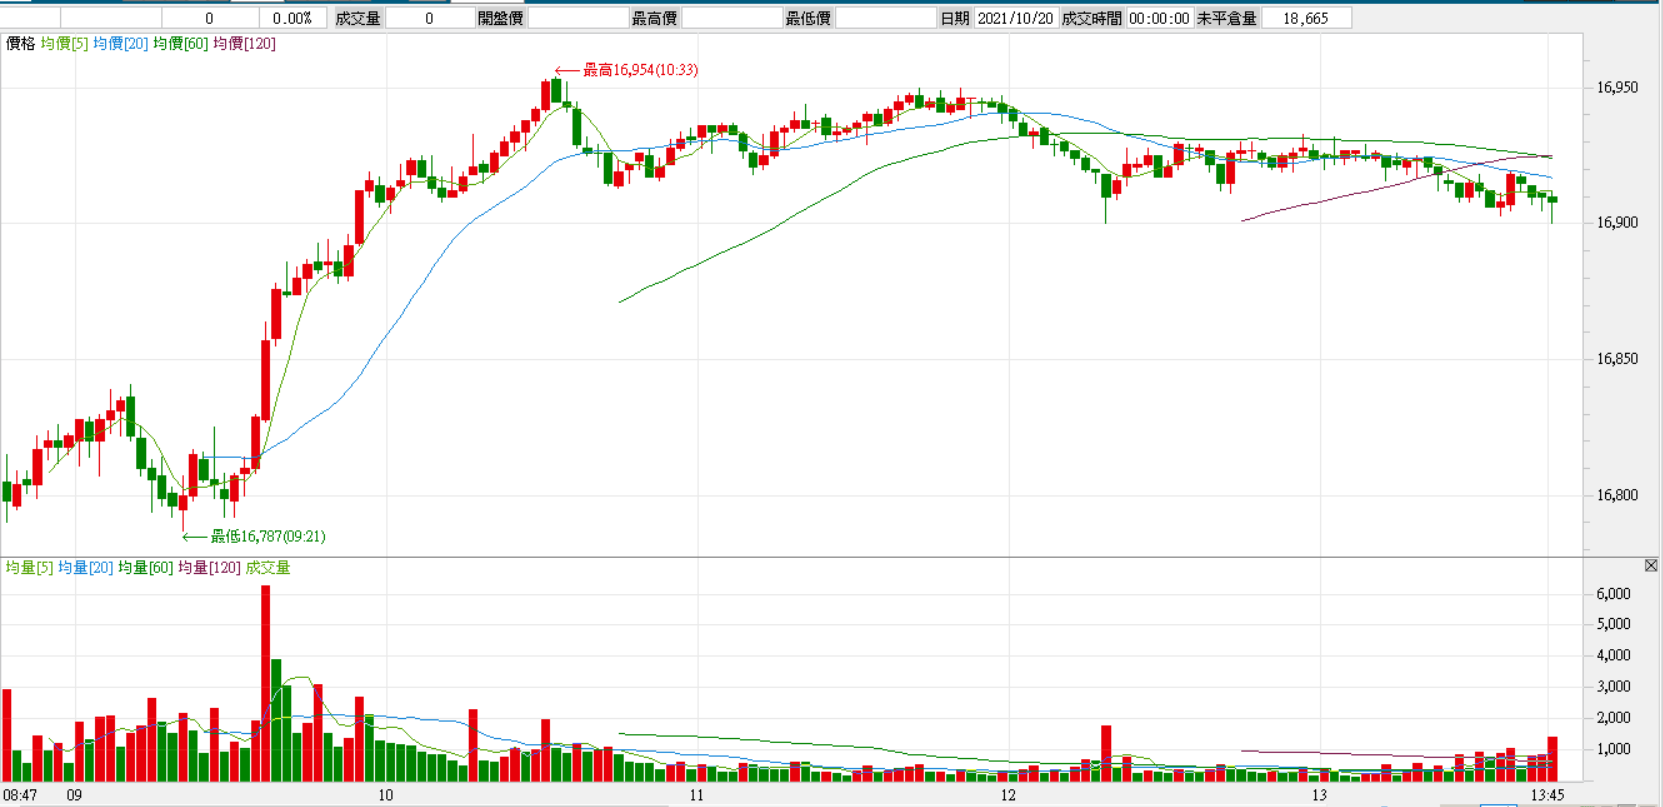 0 0.00% 成交量 0 開盤價 最高價 最低價 日期 2021/10/20 成交時間 00:00:00 未平倉量 18,665
價格 均價[5] 均價[20] 均價[60] 均價[120]
←最高16,954(10:33)
16,950
16,900
16,850
16,800
←最低16,787(09:21)
均量[5] 均量[20] 均量[60] 均量[120] 成交量
6,000
5,000
4,000
3,000
2,000
1,000
08:47 09 10 11 12 13 13:45